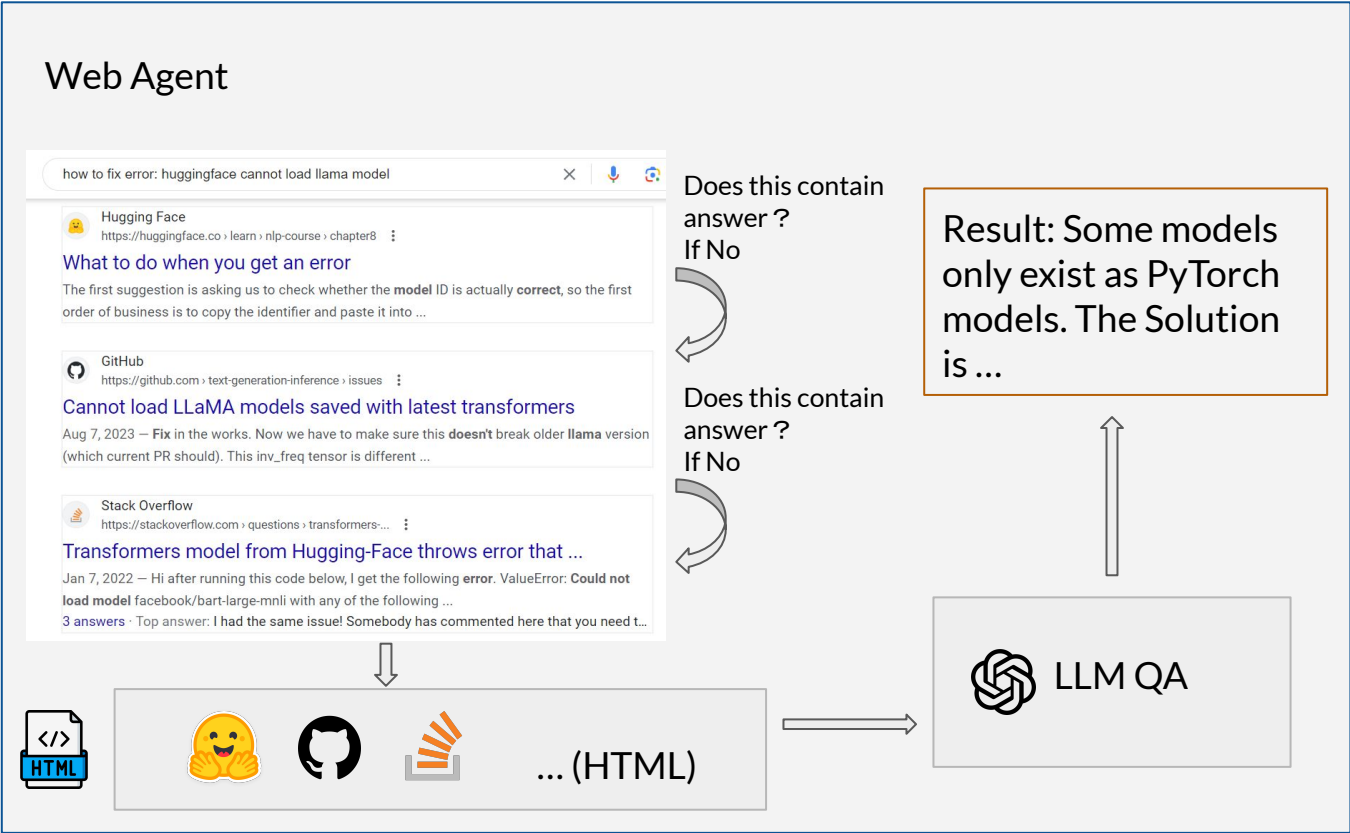 Web Agent
how to fix error: huggingface cannot load llama model
Hugging Face
https://huggingface.co › learn › nlp-course › chapter8
What to do when you get an error
The first suggestion is asking us to check whether the model ID is actually correct, so the first
order of business is to copy the identifier and paste it into ...
GitHub
https://github.com › text-generation-inference › issues
Cannot load LLaMA models saved with latest transformers
Aug 7, 2023 — Fix in the works. Now we have to make sure this doesn't break older llama version
(which current PR should). This inv_freq tensor is different ...
Stack Overflow
https://stackoverflow.com › questions › transformers-...
Transformers model from Hugging-Face throws error that ...
Jan 7, 2022 — Hi after running this code below, I get the following error. ValueError: Could not
load model facebook/bart-large-mnli with any of the following ...
3 answers · Top answer: I had the same issue! Somebody has commented here that you need t...
Does this contain
answer？
If No
Does this contain
answer？
If No
Result: Some models
only exist as PyTorch
models. The Solution
is ...
</>
HTML
... (HTML)
LLM QA